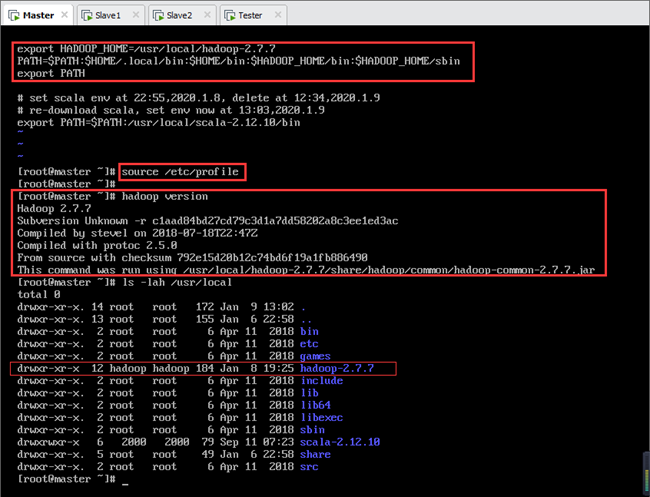 Master Slave1 Slave2 Tester
export HADOOP_HOME=/usr/local/hadoop-2.7.7
PATH=$PATH:$HOME/.local/bin:$HOME/bin:$HADOOP_HOME/bin:$HADOOP_HOME/sbin
export PATH
# set scala env at 22:55,2020.1.8, delete at 12:34,2020.1.9
# re-download scala, set env now at 13:03,2020.1.9
export PATH=$PATH:/usr/local/scala-2.12.10/bin
~
~
~
[root@master ~]# source /etc/profile
[root@master ~]#
[root@master ~]# hadoop version
Hadoop 2.7.7
Subversion Unknown -r c1aad84bd27cd79c3d1a7dd58202a8c3ee1ed3ac
Compiled by stevel on 2018-07-18T22:47Z
Compiled with protoc 2.5.0
From source with checksum 792e15d20b12c74bd6f19a1fb886490
This command was run using /usr/local/hadoop-2.7.7/share/hadoop/common/hadoop-common-2.7.7.jar
[root@master ~]# ls -lah /usr/local
total 0
drwxr-xr-x. 14 root root 172 Jan 9 13:02 .
drwxr-xr-x. 13 root root 155 Jan 6 22:58 ..
drwxr-xr-x. 2 root root 6 Apr 11 2018 bin
drwxr-xr-x. 2 root root 6 Apr 11 2018 etc
drwxr-xr-x. 2 root root 6 Apr 11 2018 games
drwxr-xr-x 12 hadoop hadoop 184 Jan 8 19:25 hadoop-2.7.7
drwxr-xr-x. 2 root root 6 Apr 11 2018 include
drwxr-xr-x. 2 root root 6 Apr 11 2018 lib
drwxr-xr-x. 2 root root 6 Apr 11 2018 lib64
drwxr-xr-x. 2 root root 6 Apr 11 2018 libexec
drwxr-xr-x. 2 root root 6 Apr 11 2018 sbin
drwxrwxr-x 6 2000 2000 79 Sep 11 07:23 scala-2.12.10
drwxr-xr-x. 5 root root 49 Jan 6 22:58 share
drwxr-xr-x. 2 root root 6 Apr 11 2018 src
[root@master ~]# _